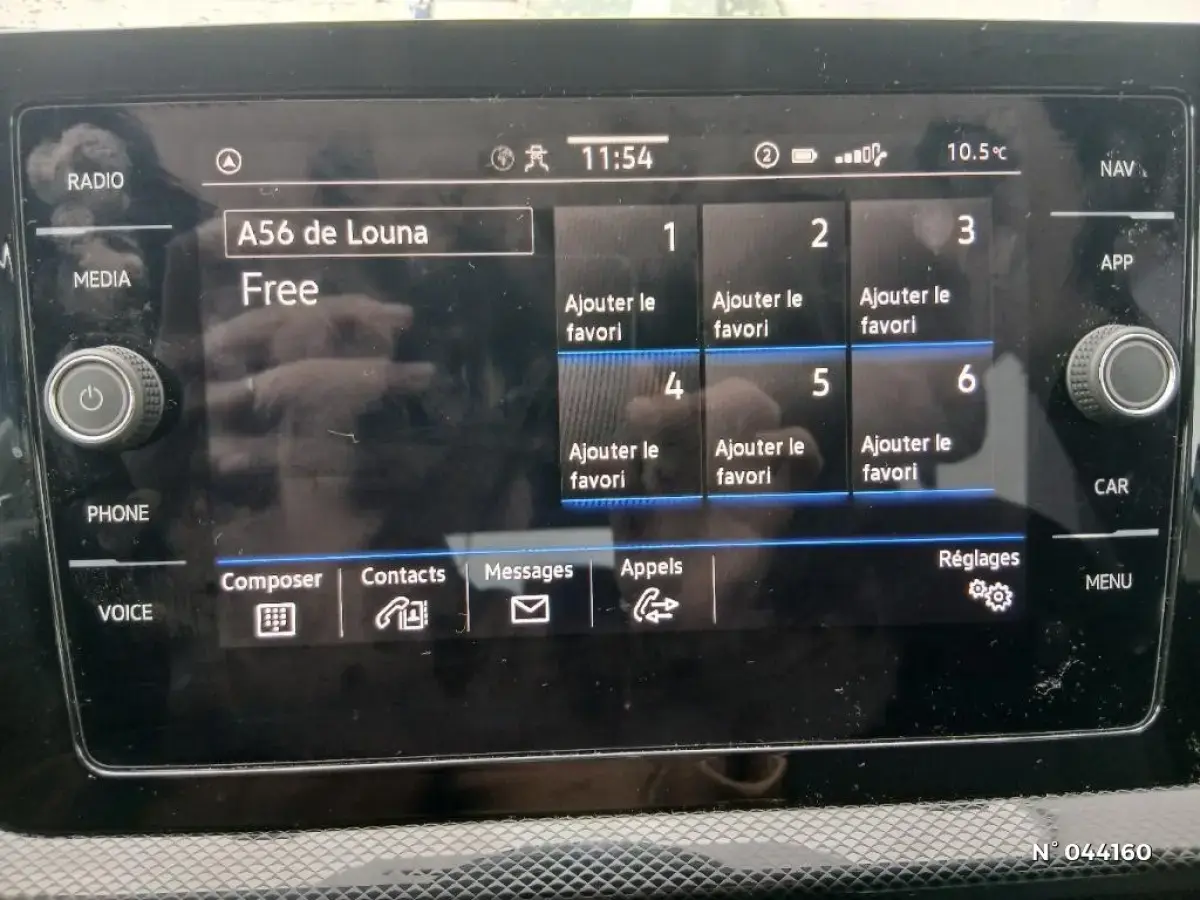 11:54
2
10.5°C
RADIO
MEDIA
PHONE
VOICE
A56 de Louna
Free
1
Ajouter le
favori
2
Ajouter le
favori
3
Ajouter le
favori
4
Ajouter le
favori
5
Ajouter le
favori
6
Ajouter le
favori
Composer
Contacts
Messages
Appels
Réglages
NAV
APP
CAR
MENU
N° 044160